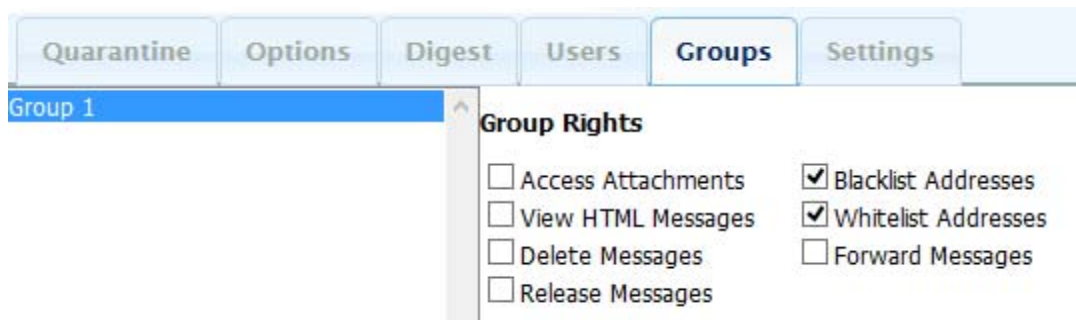 Quarantine Options Digest Users Groups Settings
Group 1
Group Rights
Access Attachments Blacklist Addresses
View HTML Messages Whitelist Addresses
Delete Messages Forward Messages
Release Messages